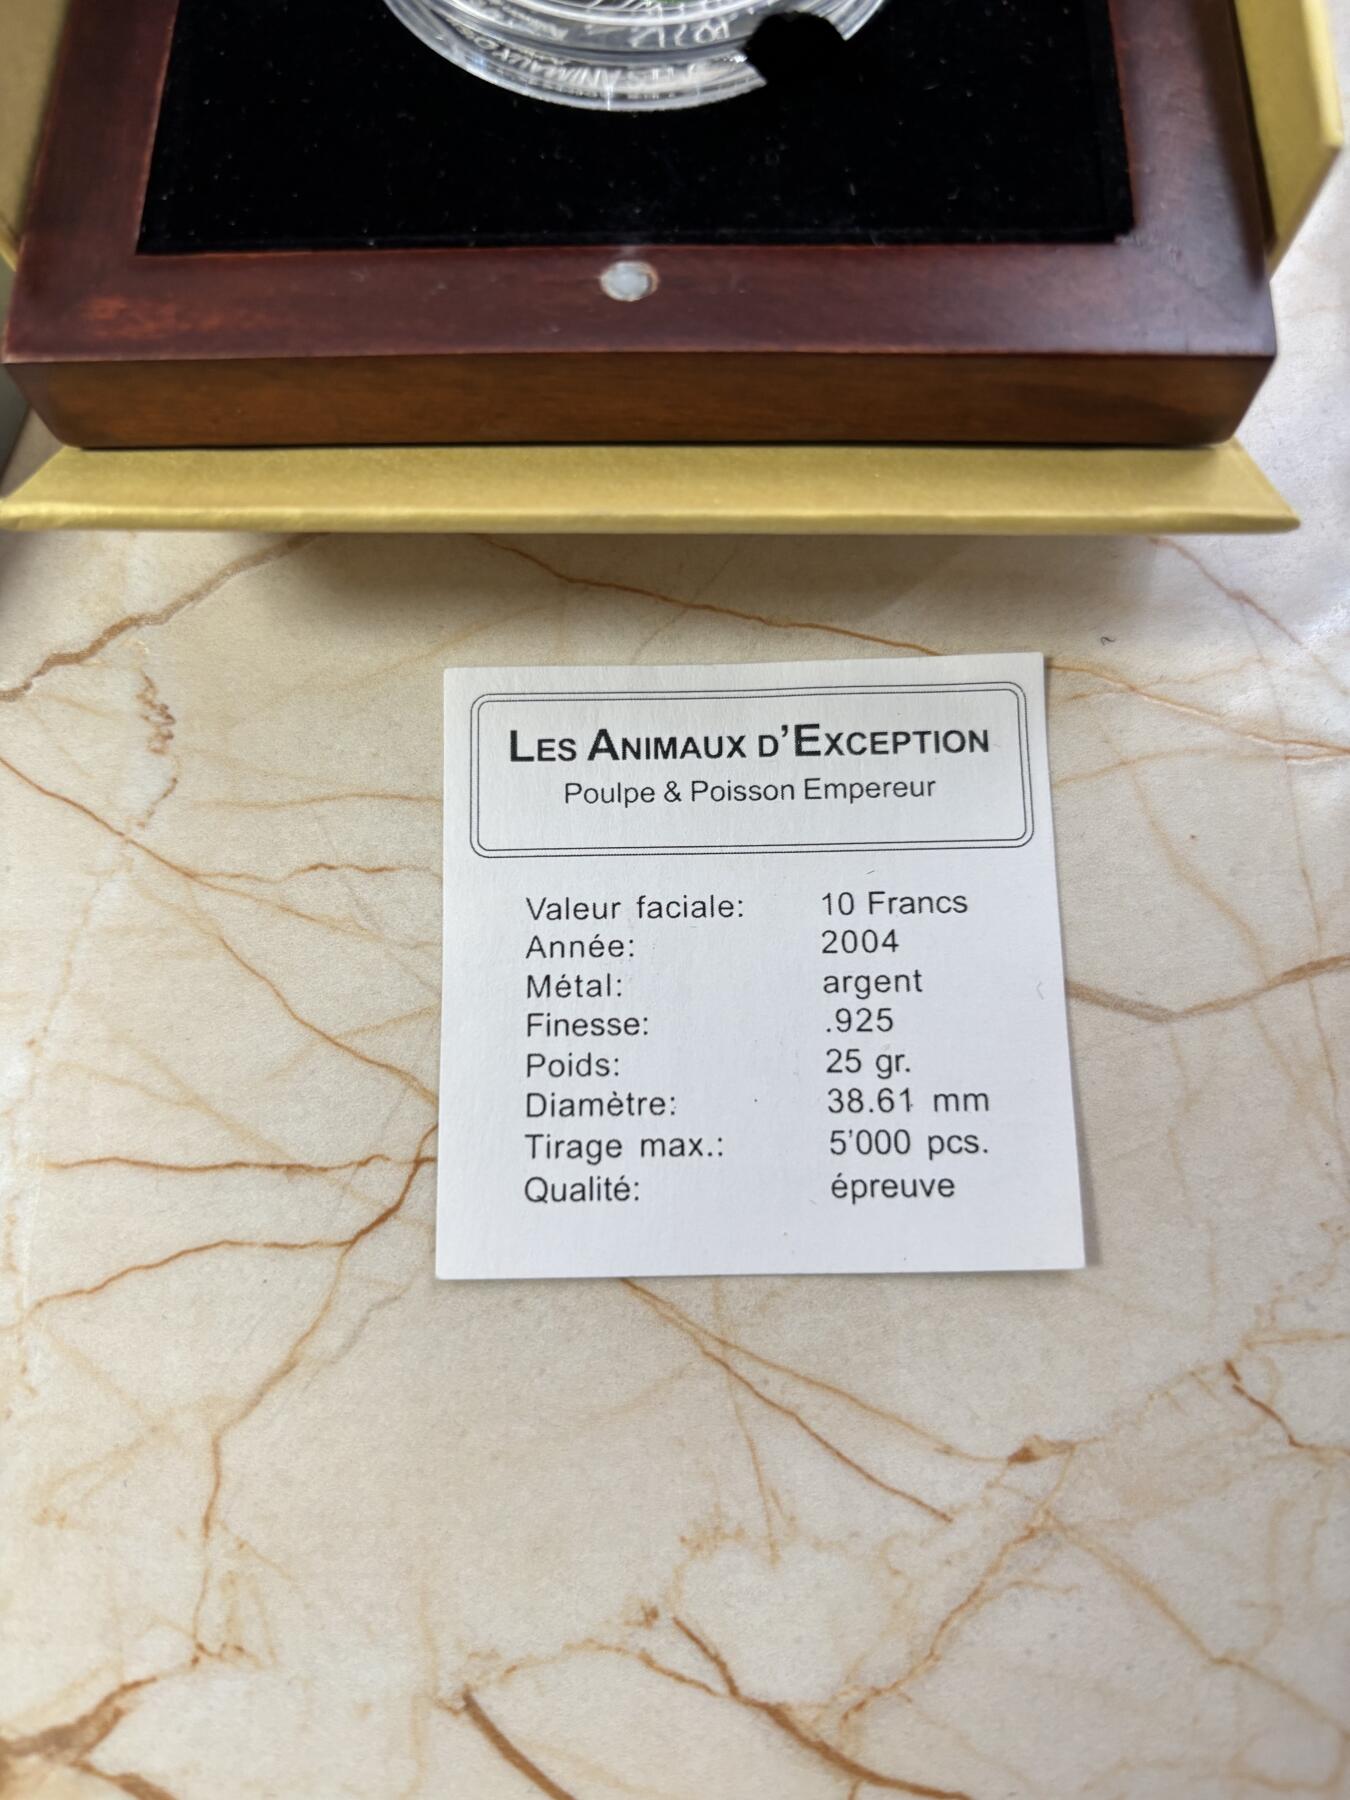 LES ANIMAUX D'EXCEPTION
Poulpe & Poisson Empereur
Valeur faciale: 10 Francs
Année: 2004
Métal: argent
Finesse: .925
Poids: 25 gr.
Diamètre: 38.61 mm
Tirage max.: 5'000 pcs.
Qualité: épreuve